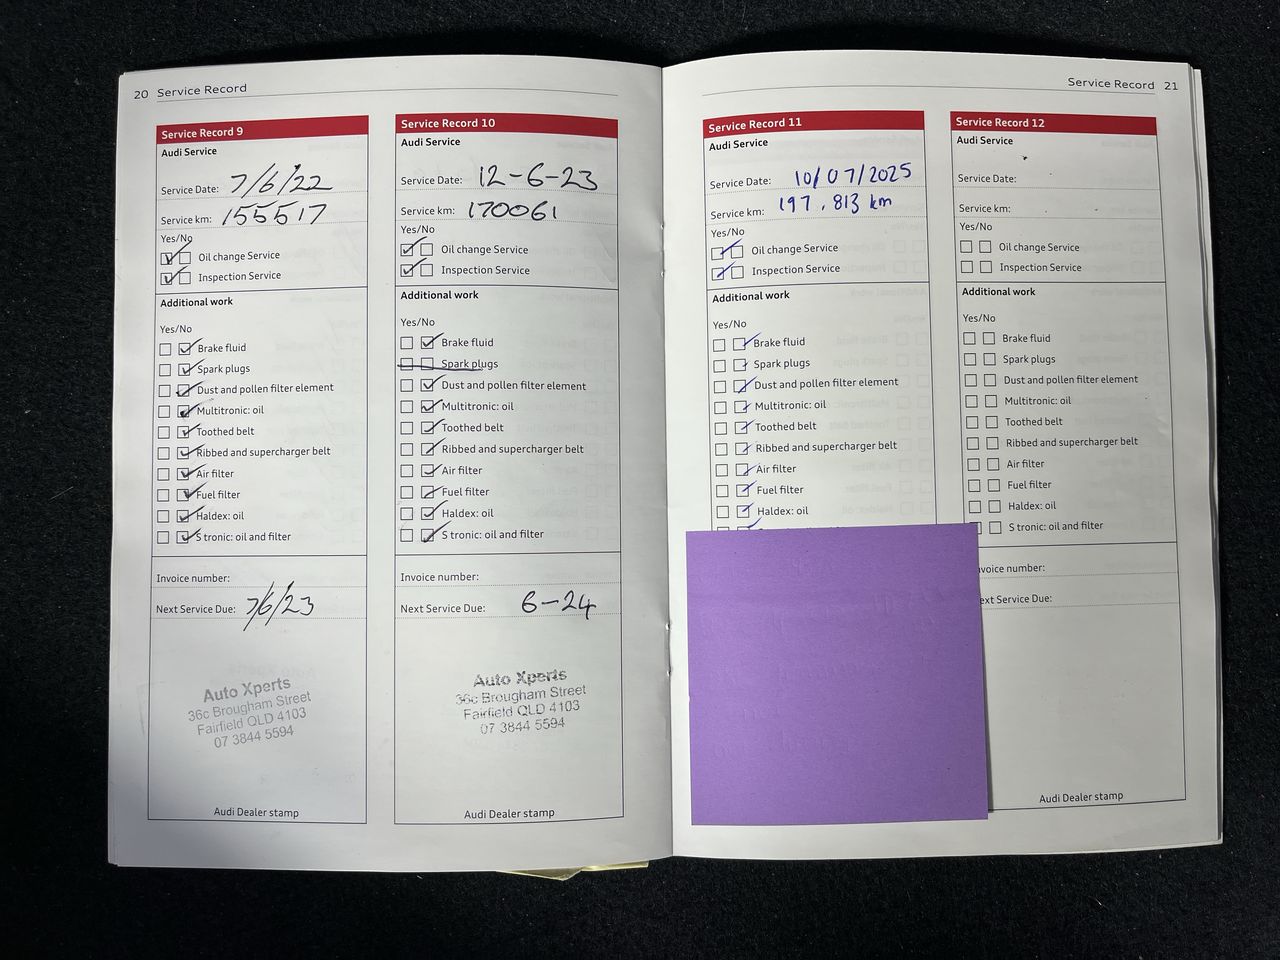 20 Service Record
Service Record 9
Audi Service
Service Date: 7/6/22
Service km: 155517
Yes/No
Oil change Service
Inspection Service
Additional work
Yes/No
Brake fluid
Spark plugs
Dust and pollen filter element
Multitronic: oil
Toothed belt
Ribbed and supercharger belt
Air filter
Fuel filter
Haldex: oil
S tronic: oil and filter
Invoice number:
Next Service Due: 7/6/23
Auto Xperts
36c Brougham Street
Fairfield QLD 4103
07 3844 5594
Audi Dealer stamp
Service Record 10
Audi Service
Service Date: 12-6-23
Service km: 170061
Yes/No
Oil change Service
Inspection Service
Additional work
Yes/No
Brake fluid
Spark plugs
Dust and pollen filter element
Multitronic: oil
Toothed belt
Ribbed and supercharger belt
Air filter
Fuel filter
Haldex: oil
S tronic: oil and filter
Invoice number:
Next Service Due: 6-24
Auto Xperts
36c Brougham Street
Fairfield QLD 4103
07 3844 5594
Audi Dealer stamp
Service Record 21
Service Record 11
Audi Service
Service Date: 10/07/2025
Service km: 197.813 km
Yes/No
Oil change Service
Inspection Service
Additional work
Yes/No
Brake fluid
Spark plugs
Dust and pollen filter element
Multitronic: oil
Toothed belt
Ribbed and supercharger belt
Air filter
Fuel filter
Haldex: oil
Service Record 12
Audi Service
Service Date:
Service km:
Yes/No
Oil change Service
Inspection Service
Additional work
Yes/No
Brake fluid
Spark plugs
Dust and pollen filter element
Multitronic: oil
Toothed belt
Ribbed and supercharger belt
Air filter
Fuel filter
Haldex: oil
S tronic: oil and filter
number:
Service Due:
Audi Dealer stamp